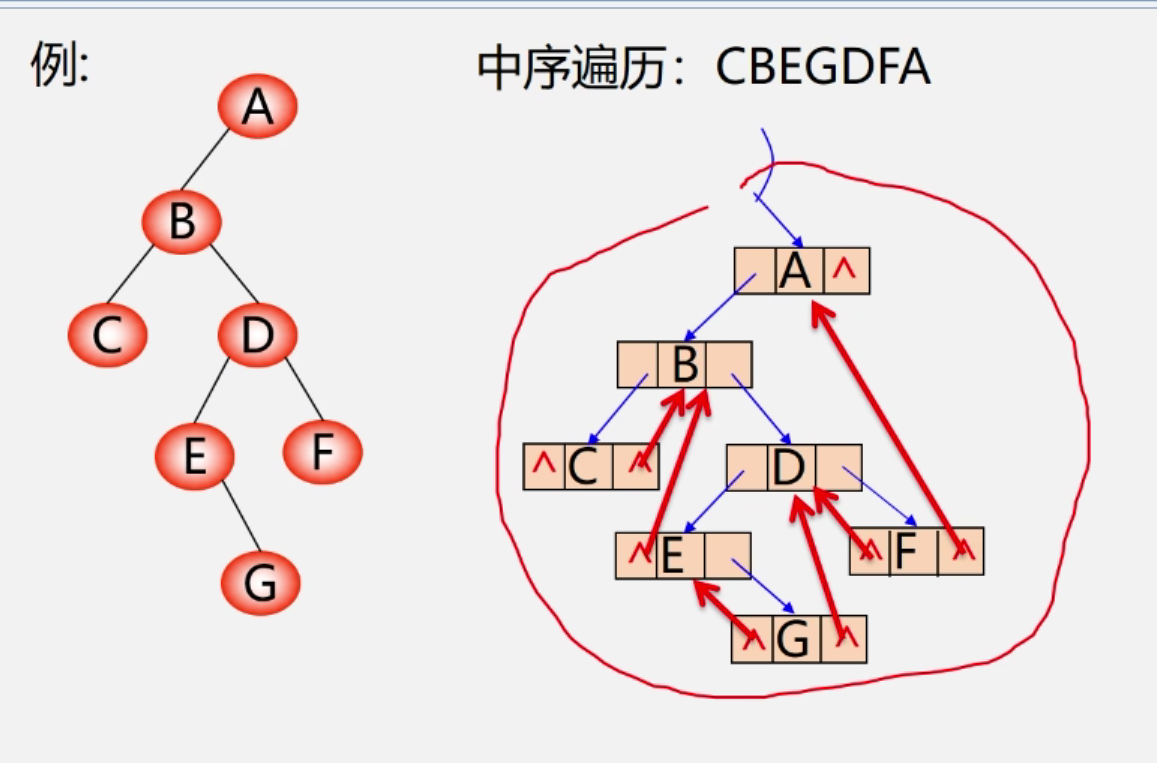 例:
中序遍历：CBEGDFA
A
B
C D
E F
G
A ^
B
^ C ^ D
^ E ^ F ^
^ G ^